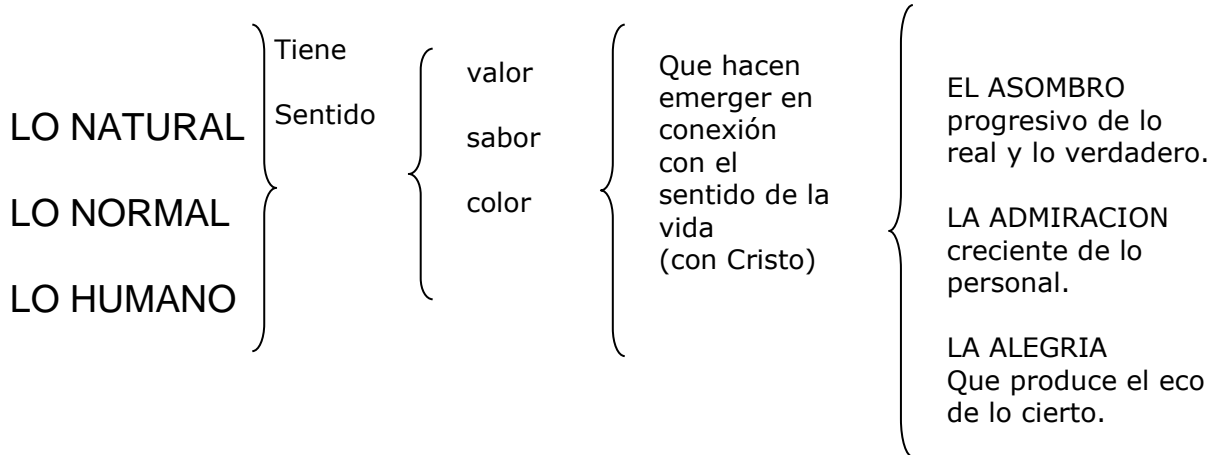 LO NATURAL
LO NORMAL
LO HUMANO
Tiene
Sentido
valor
sabor
color
Que hacen
emerger en
conexión
con el
sentido de la
vida
(con Cristo)
EL ASOMBRO
progresivo de lo
real y lo verdadero.
LA ADMIRACION
creciente de lo
personal.
LA ALEGRIA
Que produce el eco
de lo cierto.